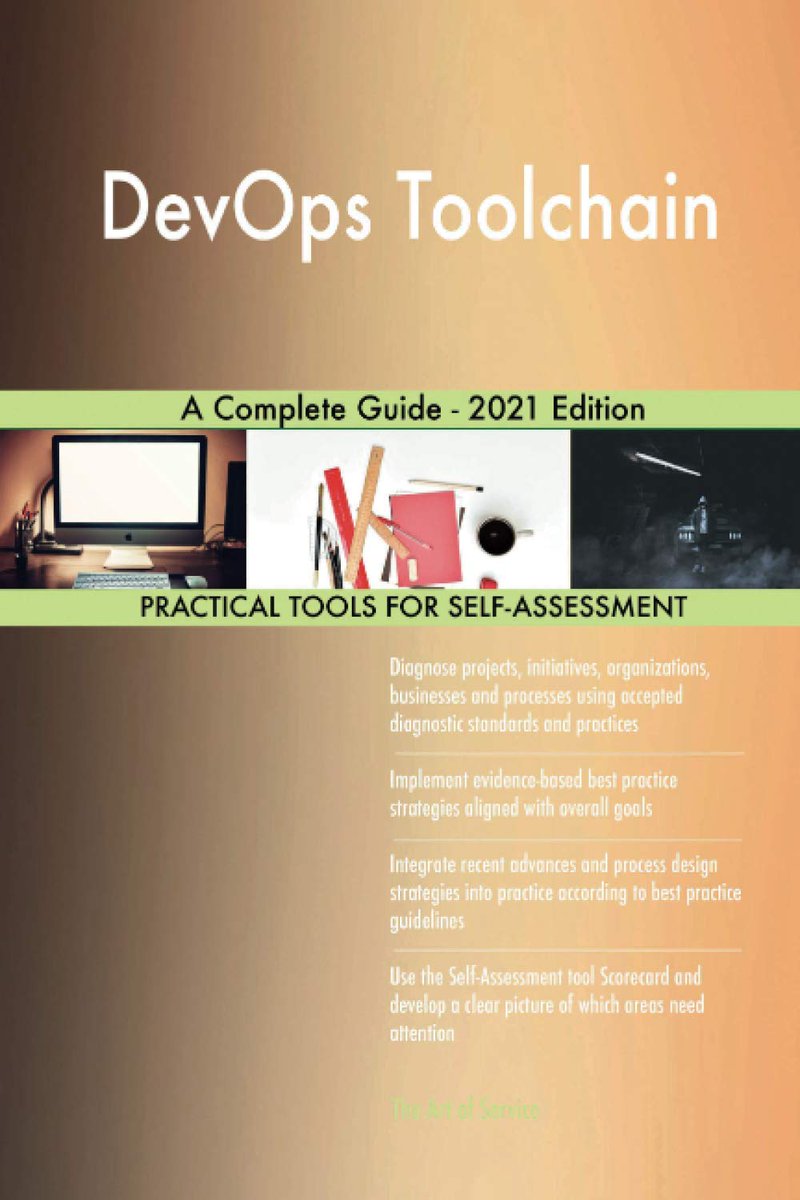 DevOps Toolchain
A Complete Guide - 2021 Edition
PRACTICAL TOOLS FOR SELF-ASSESSMENT
Diagnose projects, initiatives, organizations,
businesses and processes using accepted
diagnostic standards and practices
Implement evidence-based best practice
strategies aligned with overall goals
Integrate recent advances and process design
strategies into practice according to best practice
guidelines
Use the Self-Assessment tool Scorecard and
develop a clear picture of which areas need
attention
The Art of Service